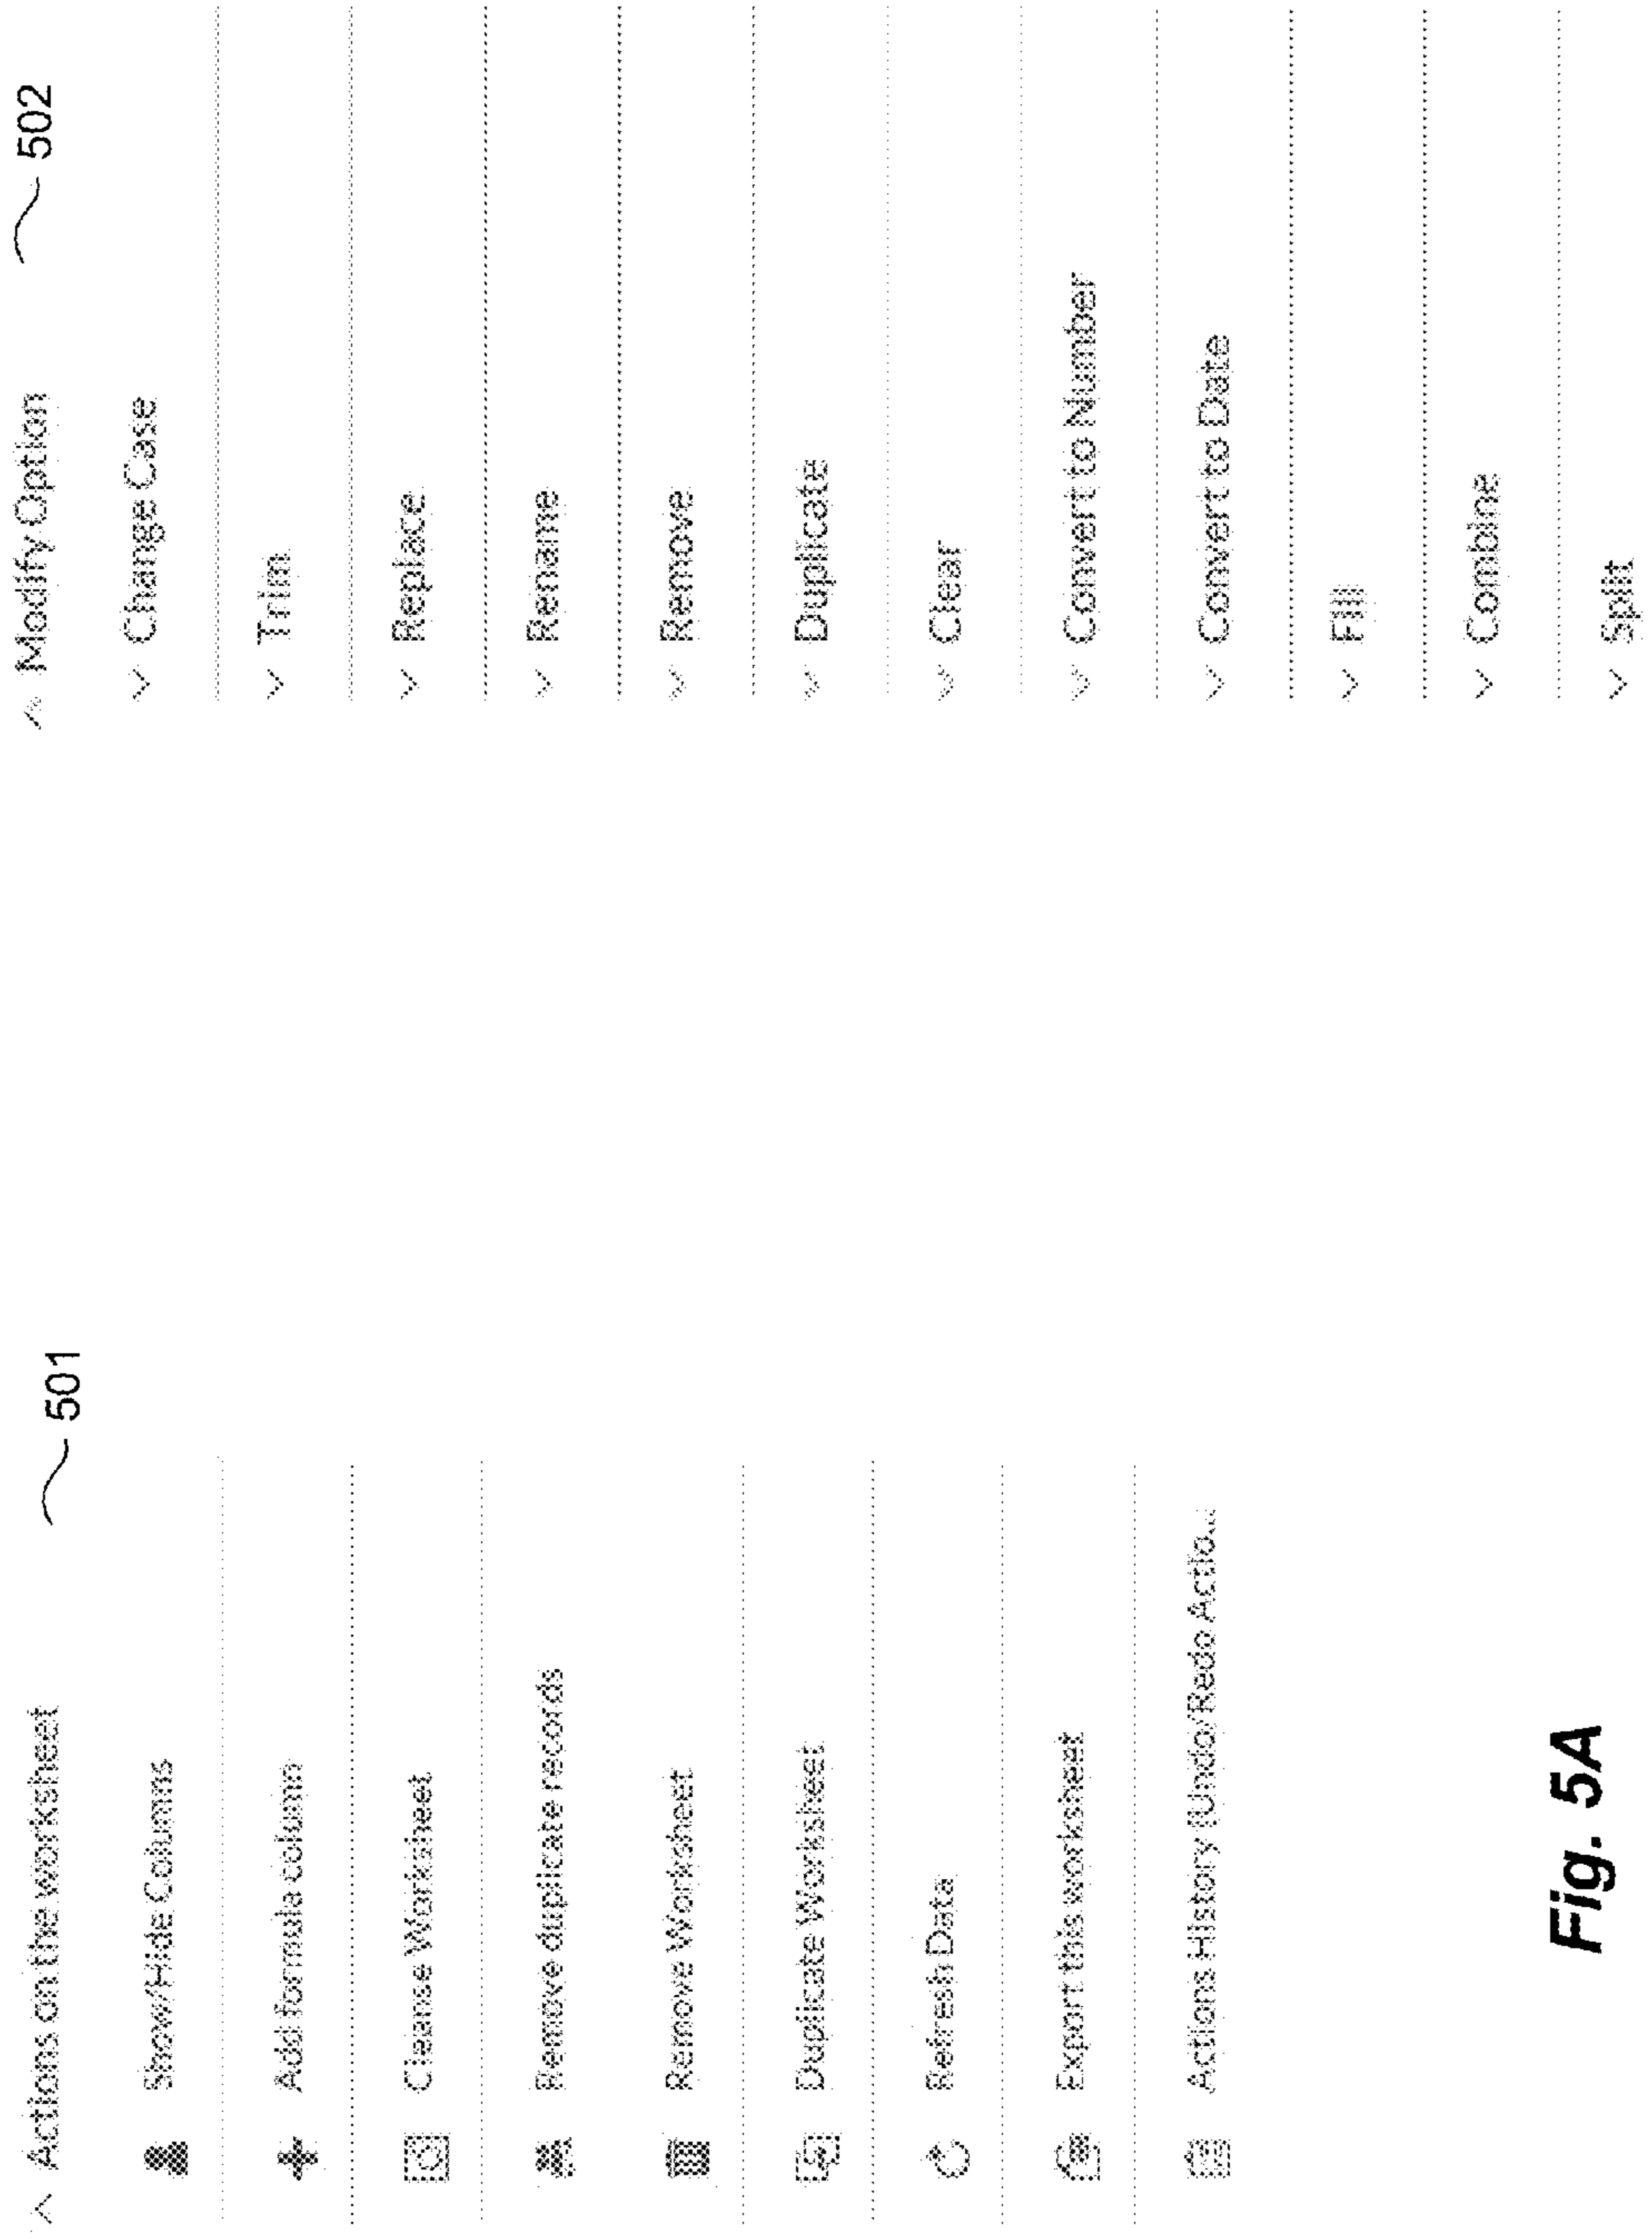 Actions on the worksheet
501
Show/Hide Columns
Add formula column
Cleanse Worksheet
Remove duplicate records
Remove Worksheet
Duplicate Worksheet
Refresh Data
Export this worksheet
Actions History (Undo/Redo Actio...
Modify Option
502
Change Case
Trim
Replace
Rename
Remove
Duplicate
Clear
Convert to Number
Convert to Date
Fill
Combine
Split
Fig. 5A